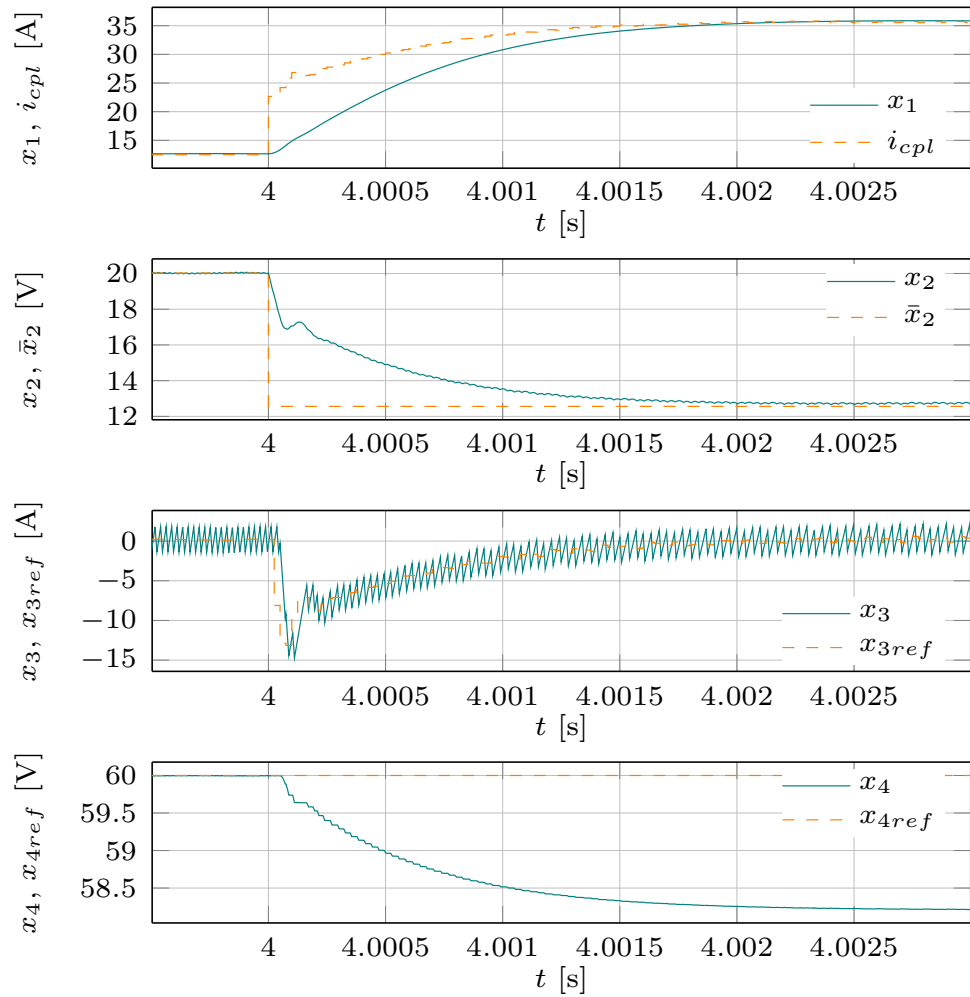 x₁, i_cpl [A]
35
30
25
20
15
x₁
i_cpl
4 4.0005 4.001 4.0015 4.002 4.0025
t [s]
x₂, x̄₂ [V]
20
18
16
14
12
x₂
x̄₂
4 4.0005 4.001 4.0015 4.002 4.0025
t [s]
x₃, x₃ref [A]
0
−5
−10
−15
x₃
x₃ref
4 4.0005 4.001 4.0015 4.002 4.0025
t [s]
x₄, x₄ref [V]
60
59.5
59
58.5
x₄
x₄ref
4 4.0005 4.001 4.0015 4.002 4.0025
t [s]